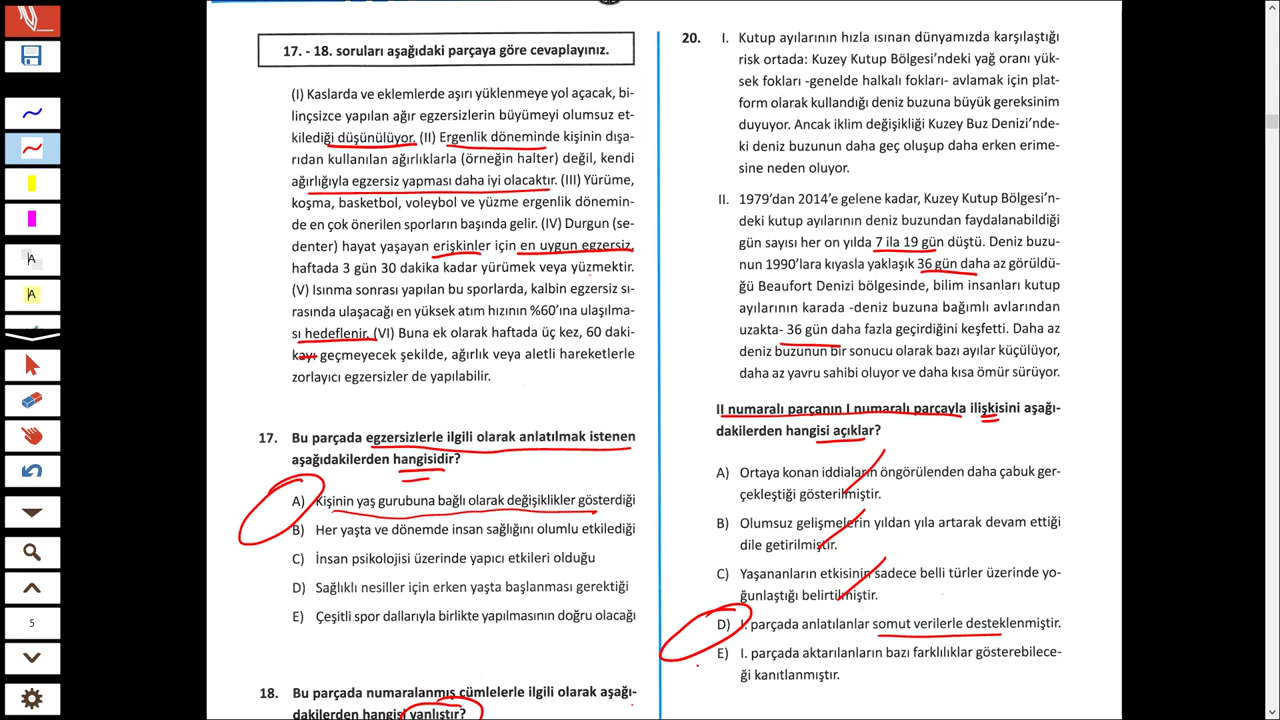 17. - 18. soruları aşağıdaki parçaya göre cevaplayınız.
(I) Kaslarda ve eklemlerde aşırı yüklenmeye yol açacak, bi-
linçsizce yapılan ağır egzersizlerin büyümeyi olumsuz et-
kilediği düşünülüyor. (II) Ergenlik döneminde kişinin dışa-
rıdan kullanılan ağırlıklarla (örneğin halter) değil, kendi
ağırlığıyla egzersiz yapması daha iyi olacaktır. (III) Yürüme,
koşma, basketbol, voleybol ve yüzme ergenlik dönemin-
de en çok önerilen sporların başında gelir. (IV) Durgun (se-
denter) hayat yaşayan erişkinler için en uygun egzersiz,
haftada 3 gün 30 dakika kadar yürümek veya yüzmektir.
(V) Isınma sonrası yapılan bu sporlarda, kalbin egzersiz sı-
rasında ulaşacağı en yüksek atım hızının %60'ına ulaşılma-
sı hedeflenir. (VI) Buna ek olarak haftada üç kez, 60 daki-
kayı geçmeyecek şekilde, ağırlık veya aletli hareketlerle
zorlayıcı egzersizler de yapılabilir.
17. Bu parçada egzersizlerle ilgili olarak anlatılmak istenen
aşağıdakilerden hangisidir?
A) Kişinin yaş gurubuna bağlı olarak değişiklikler gösterdiği
B) Her yaşta ve dönemde insan sağlığını olumlu etkilediği
C) İnsan psikolojisi üzerinde yapıcı etkileri olduğu
D) Sağlıklı nesiller için erken yaşta başlanması gerektiği
E) Çeşitli spor dallarıyla birlikte yapılmasının doğru olacağı
18. Bu parçada numaralanmış cümlelerle ilgili olarak aşağı-
dakilerden hangisi yanlıştır?
20. I. Kutup ayılarının hızla ısınan dünyamızda karşılaştığı
risk ortada: Kuzey Kutup Bölgesi'ndeki yağ oranı yük-
sek fokları -genelde halkalı fokları- avlamak için plat-
form olarak kullandığı deniz buzuna büyük gereksinim
duyuyor. Ancak iklim değişikliği Kuzey Buz Denizi'nde-
ki deniz buzunun daha geç oluşup daha erken erime-
sine neden oluyor.
II. 1979'dan 2014'e gelene kadar, Kuzey Kutup Bölgesi'n-
deki kutup ayılarının deniz buzundan faydalanabildiği
gün sayısı her on yılda 7 ila 19 gün düştü. Deniz buzu-
nun 1990'lara kıyasla yaklaşık 36 gün daha az görüldü-
ğü Beaufort Denizi bölgesinde, bilim insanları kutup
ayılarının karada -deniz buzuna bağımlı avlarından
uzakta- 36 gün daha fazla geçirdiğini keşfetti. Daha az
deniz buzunun bir sonucu olarak bazı ayılar küçülüyor,
daha az yavru sahibi oluyor ve daha kısa ömür sürüyor.
II numaralı parçanın I numaralı parçayla ilişkisini aşağı-
dakilerden hangisi açıklar?
A) Ortaya konan iddiaların öngörülenden daha çabuk ger-
çekleştiği gösterilmiştir.
B) Olumsuz gelişmelerin yıldan yıla artarak devam ettiği
dile getirilmiştir.
C) Yaşananların etkisinin sadece belli türler üzerinde yo-
ğunlaştığı belirtilmiştir.
D) I. parçada anlatılanlar somut verilerle desteklenmiştir.
E) I. parçada aktarılanların bazı farklılıklar gösterebilece-
ği kanıtlanmıştır.
A
A
5